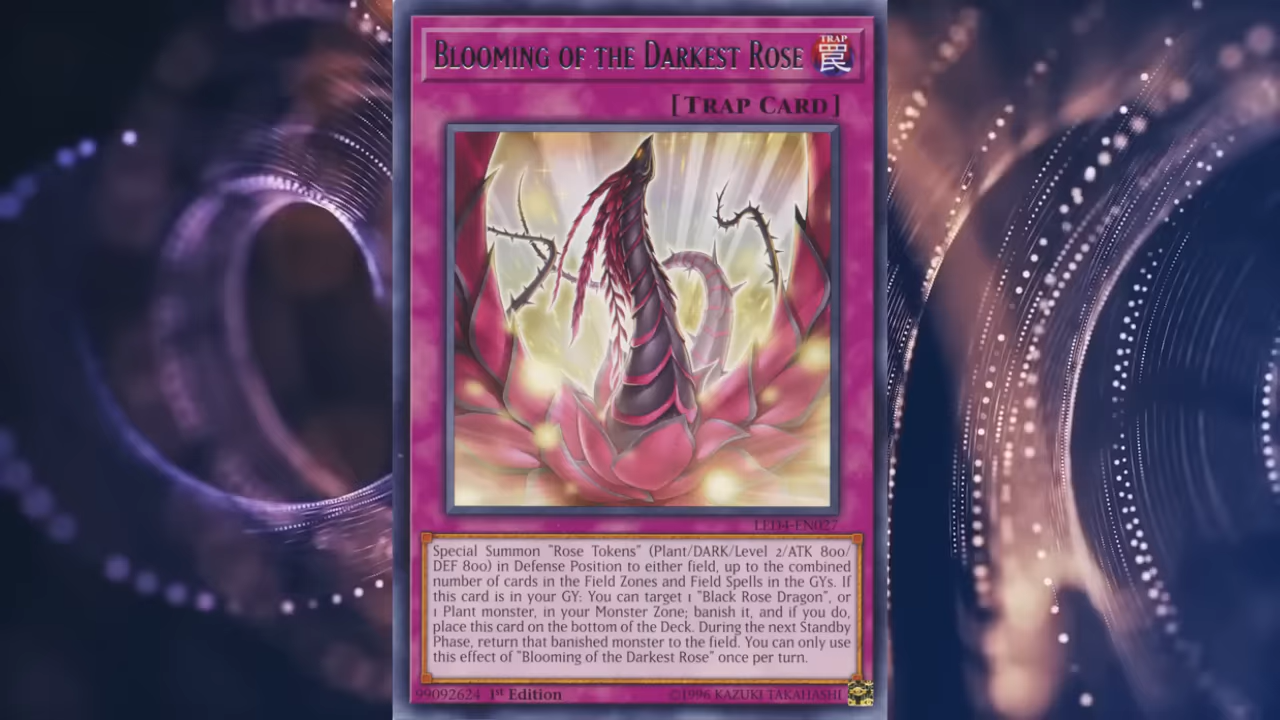 BLOOMING OF THE DARKEST ROSE
TRAP
罠
[TRAP CARD]
LED4-EN027
Special Summon "Rose Tokens" (Plant/DARK/Level 2/ATK 800/
DEF 800) in Defense Position to either field, up to the combined
number of cards in the Field Zones and Field Spells in the GYs. If
this card is in your GY: You can target 1 "Black Rose Dragon", or
1 Plant monster, in your Monster Zone; banish it, and if you do,
place this card on the bottom of the Deck. During the next Standby
Phase, return that banished monster to the field. You can only use
this effect of "Blooming of the Darkest Rose" once per turn.
99092624 1st Edition ©1996 KAZUKI TAKAHASHI